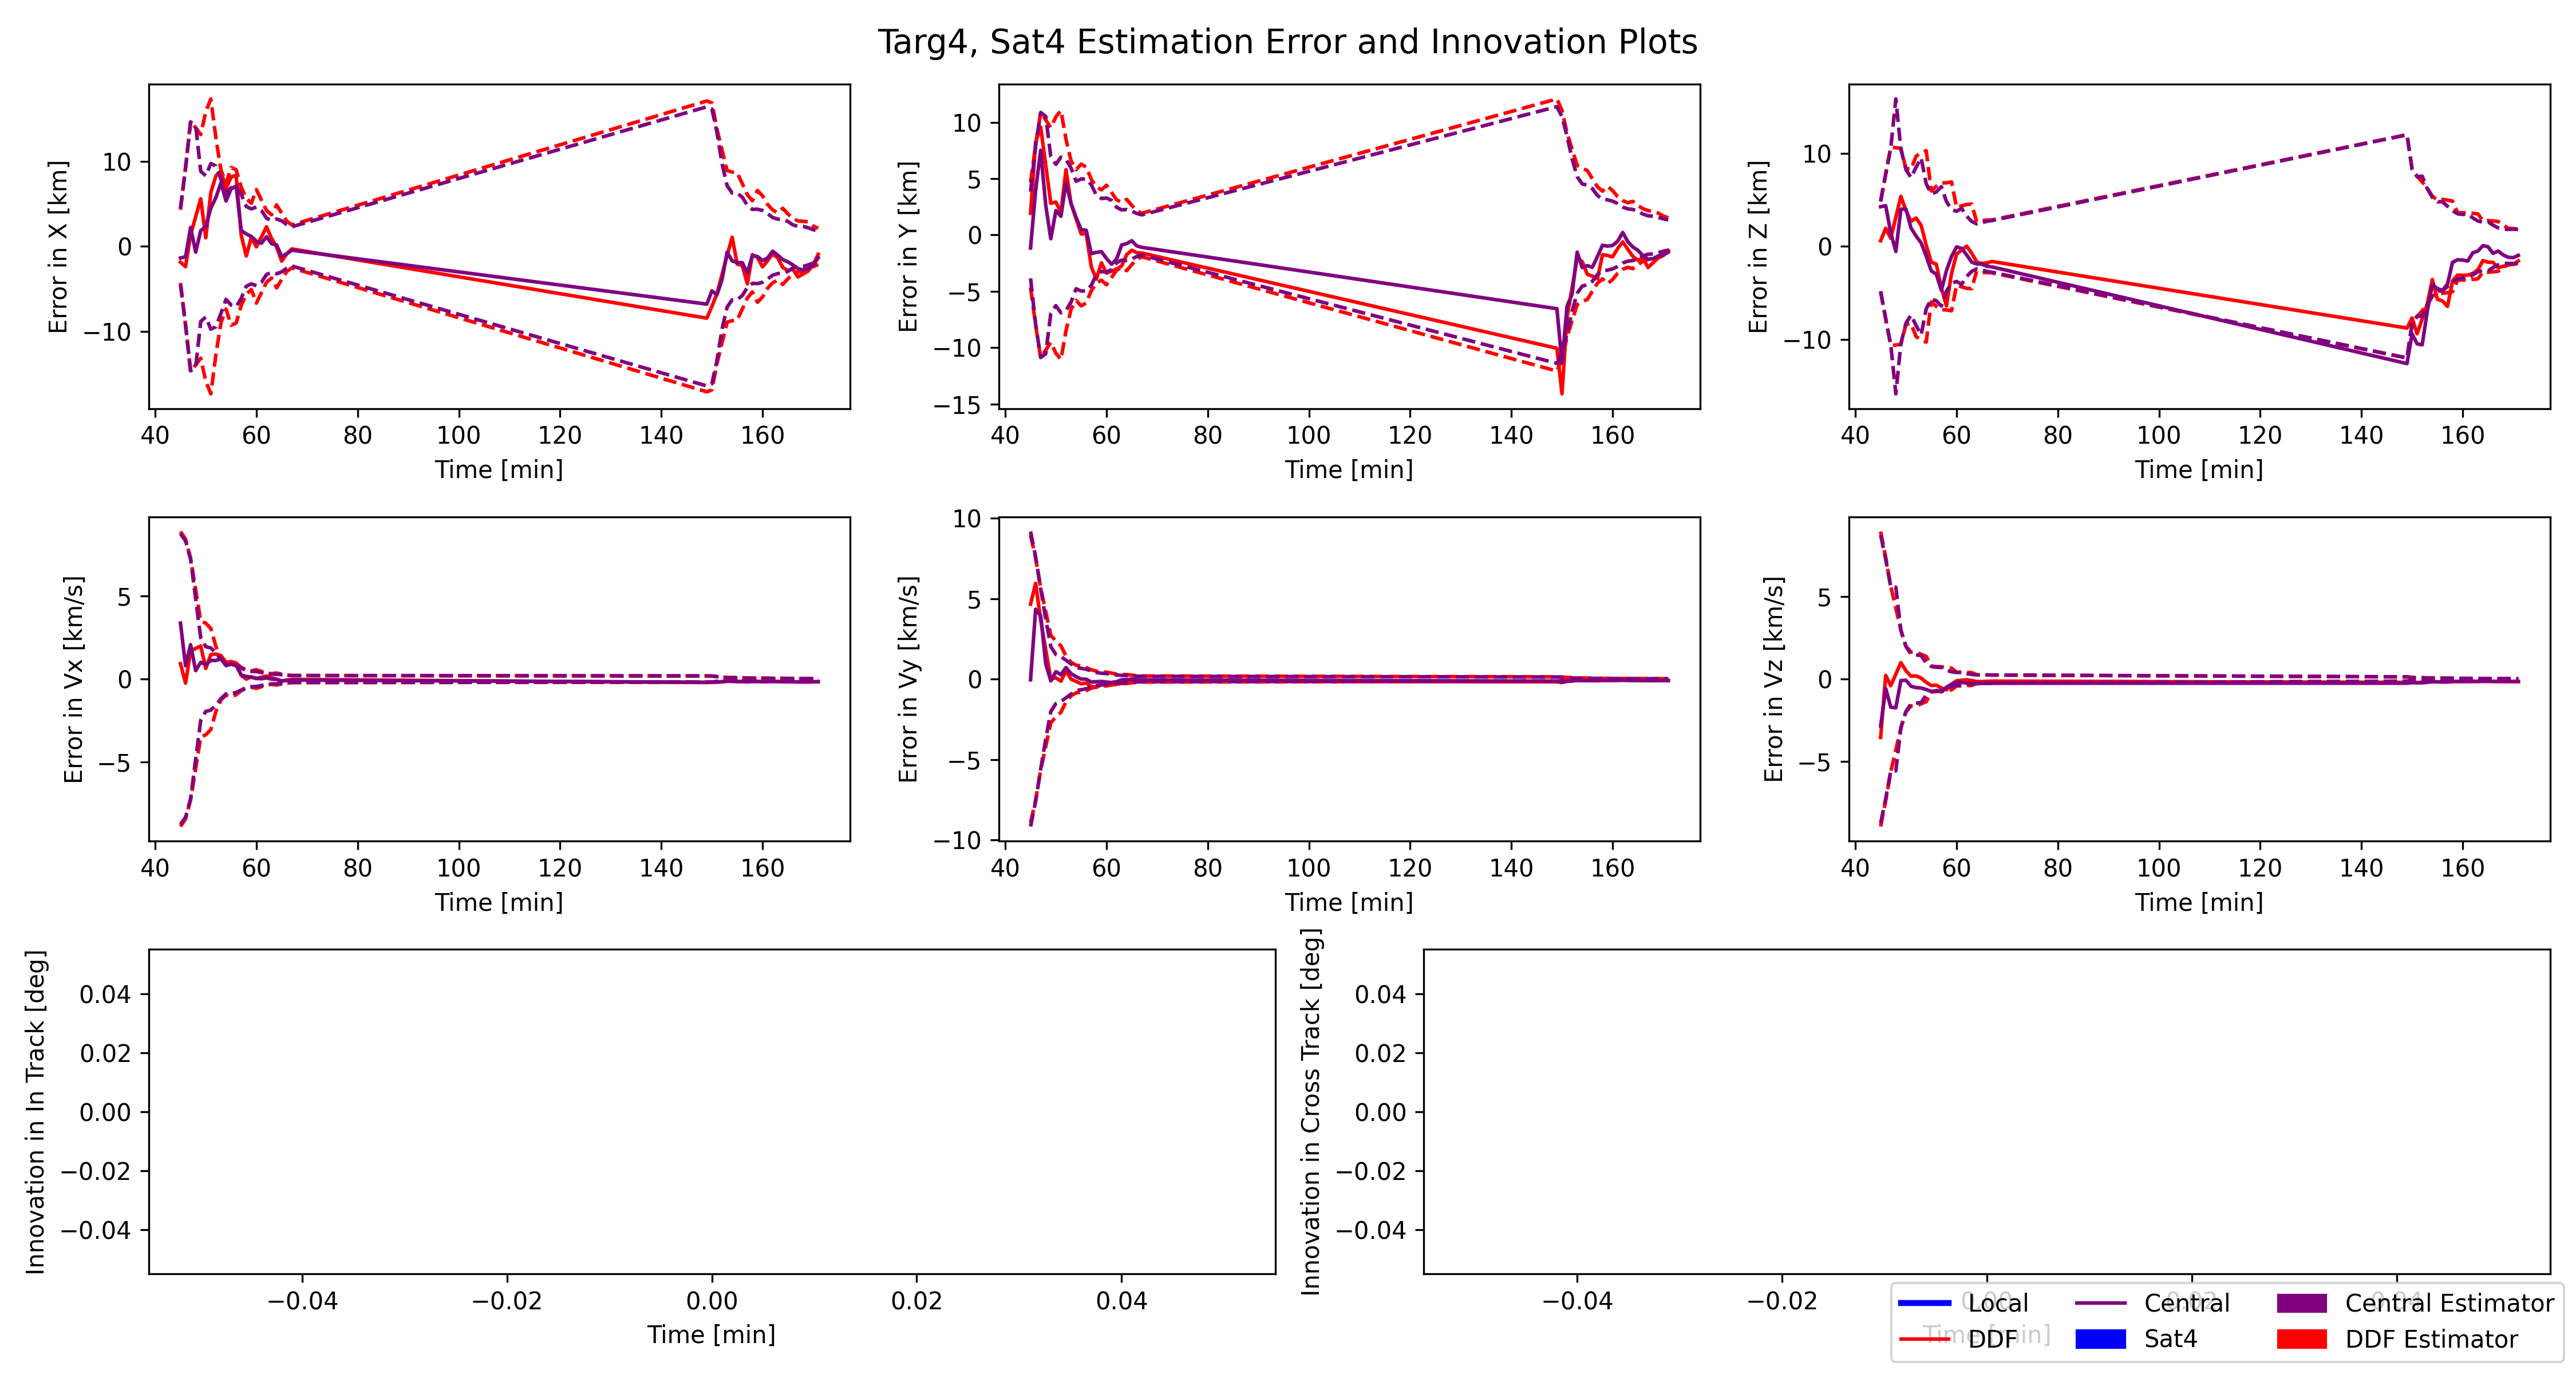 Targ4, Sat4 Estimation Error and Innovation Plots
Error in X [km]
10
0
−10
40 60 80 100 120 140 160
Time [min]
Error in Y [km]
10
5
0
−5
−10
−15
40 60 80 100 120 140 160
Time [min]
Error in Z [km]
10
0
−10
40 60 80 100 120 140 160
Time [min]
Error in Vx [km/s]
5
0
−5
40 60 80 100 120 140 160
Time [min]
Error in Vy [km/s]
10
5
0
−5
−10
40 60 80 100 120 140 160
Time [min]
Error in Vz [km/s]
5
0
−5
40 60 80 100 120 140 160
Time [min]
Innovation in In Track [deg]
0.04
0.02
0.00
−0.02
−0.04
−0.04 −0.02 0.00 0.02 0.04
Time [min]
Innovation in Cross Track [deg]
0.04
0.02
0.00
−0.02
−0.04
−0.04 −0.02 0.00 0.02 0.04
Time [min]
Local Central Central Estimator
DDF Sat4 DDF Estimator